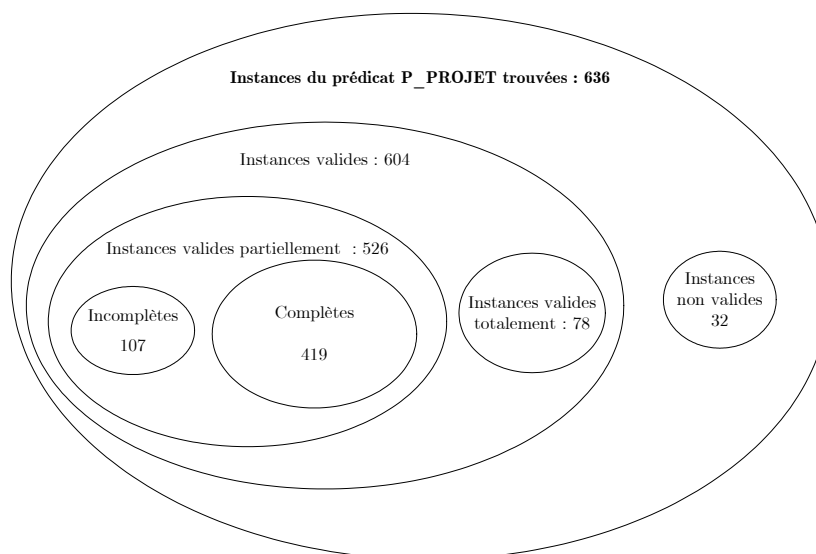 Instances du prédicat P_PROJET trouvées : 636
Instances valides : 604
Instances valides partiellement : 526
Incomplètes
107
Complètes
419
Instances valides
totalement : 78
Instances
non valides
32